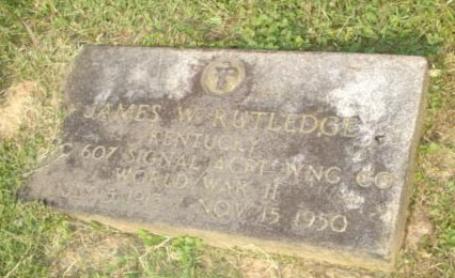 JAMES W RUTLEDGE
KENTUCKY
607 SIGNAL ACFT WNG CO
WORLD WAR II
NOV 15 1950